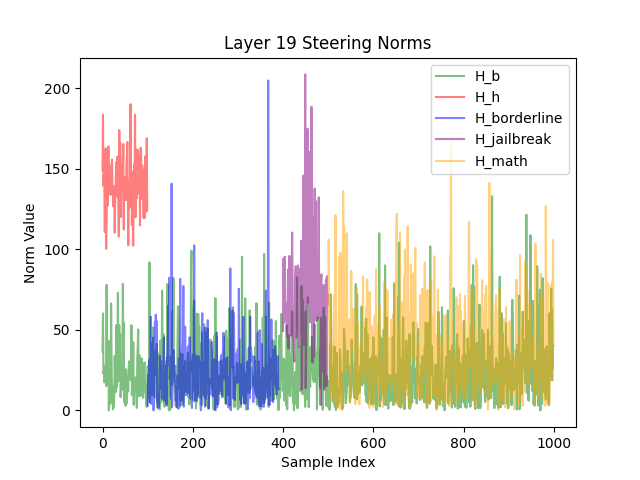 Layer 19 Steering Norms
H_b
H_h
H_borderline
H_jailbreak
H_math
Norm Value
200
150
100
50
0
0 200 400 600 800 1000
Sample Index